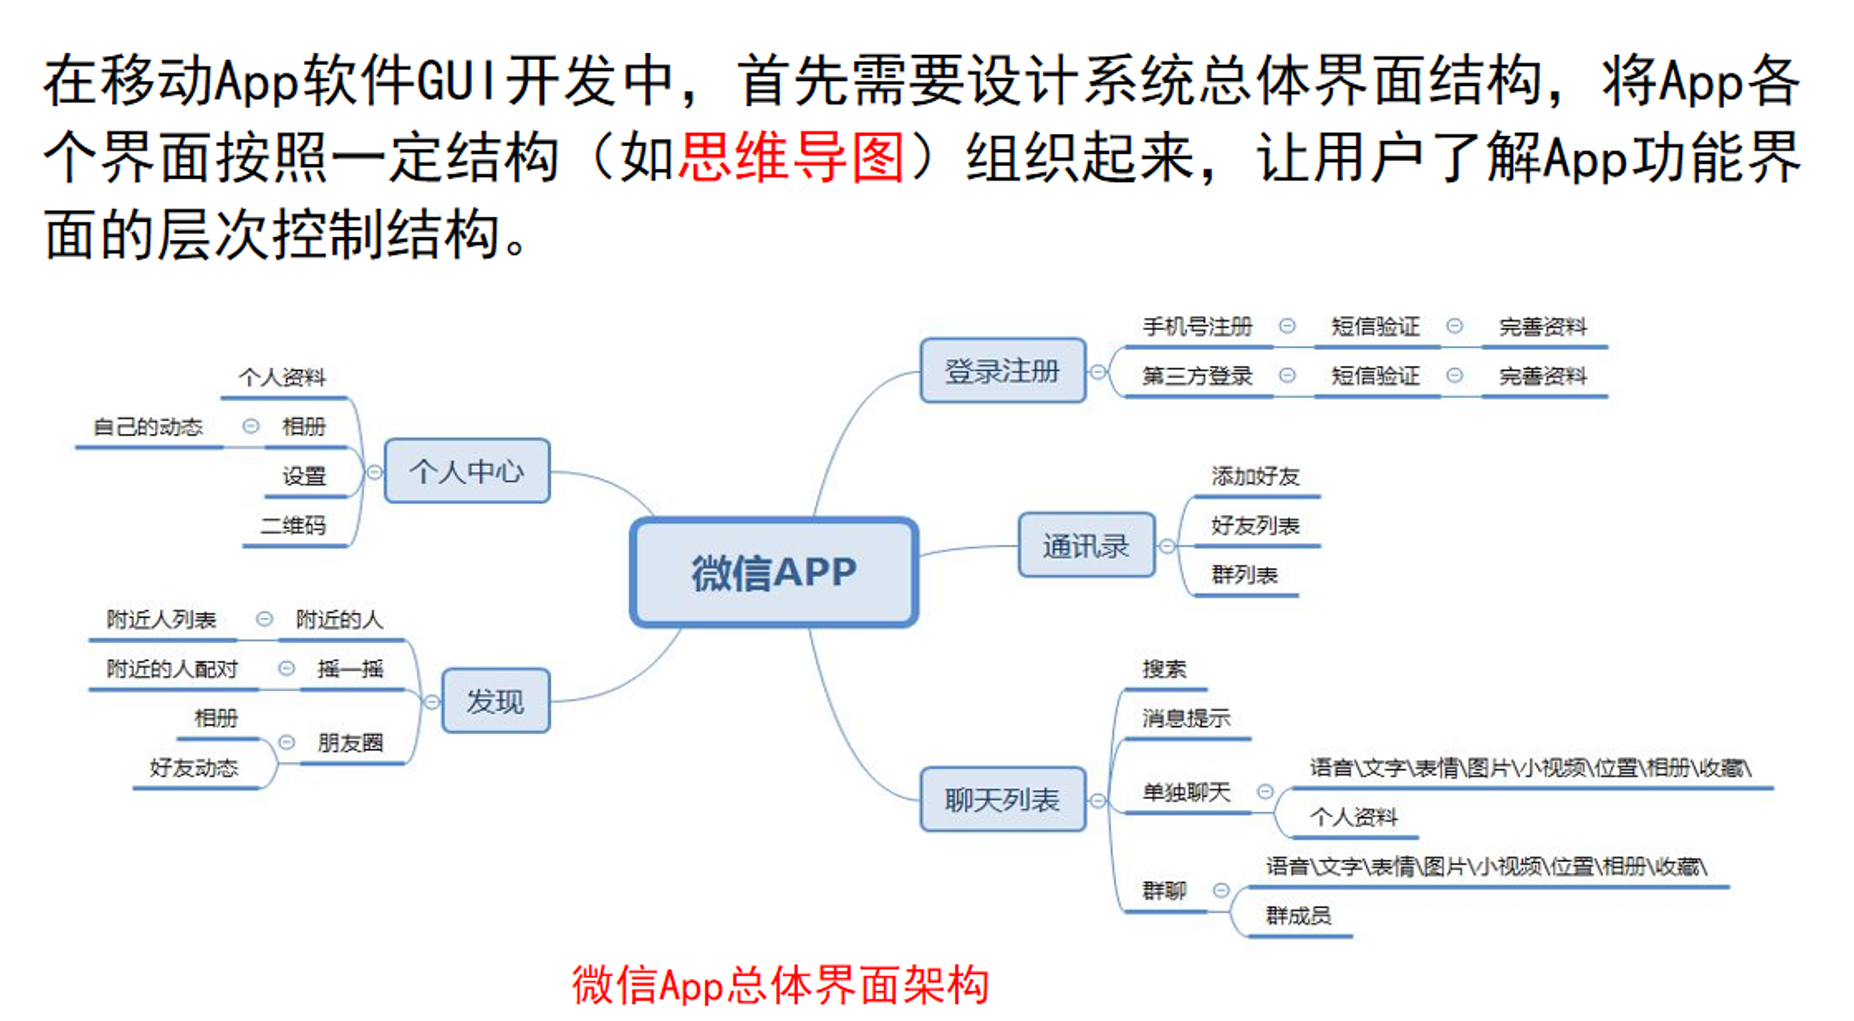 在移动App软件GUI开发中，首先需要设计系统总体界面结构，将App各
个界面按照一定结构（如思维导图）组织起来，让用户了解App功能界
面的层次控制结构。
微信APP
登录注册
手机号注册 短信验证 完善资料
第三方登录 短信验证 完善资料
通讯录
添加好友
好友列表
群列表
聊天列表
搜索
消息提示
单独聊天
语音\文字\表情\图片\小视频\位置\相册\收藏\
个人资料
群聊
语音\文字\表情\图片\小视频\位置\相册\收藏\
群成员
个人中心
个人资料
自己的动态 相册
设置
二维码
发现
附近人列表 附近的人
附近的人配对 摇一摇
朋友圈
相册
好友动态
微信App总体界面架构